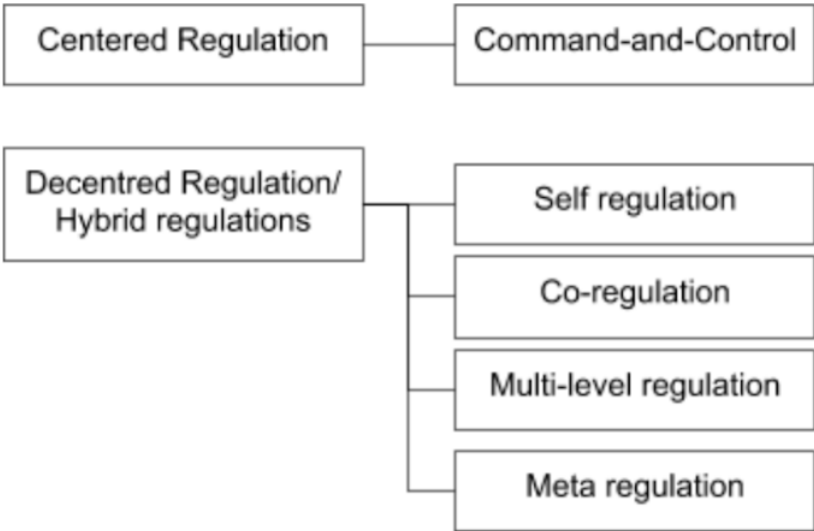 Centered Regulation
Command-and-Control
Decentred Regulation/
Hybrid regulations
Self regulation
Co-regulation
Multi-level regulation
Meta regulation